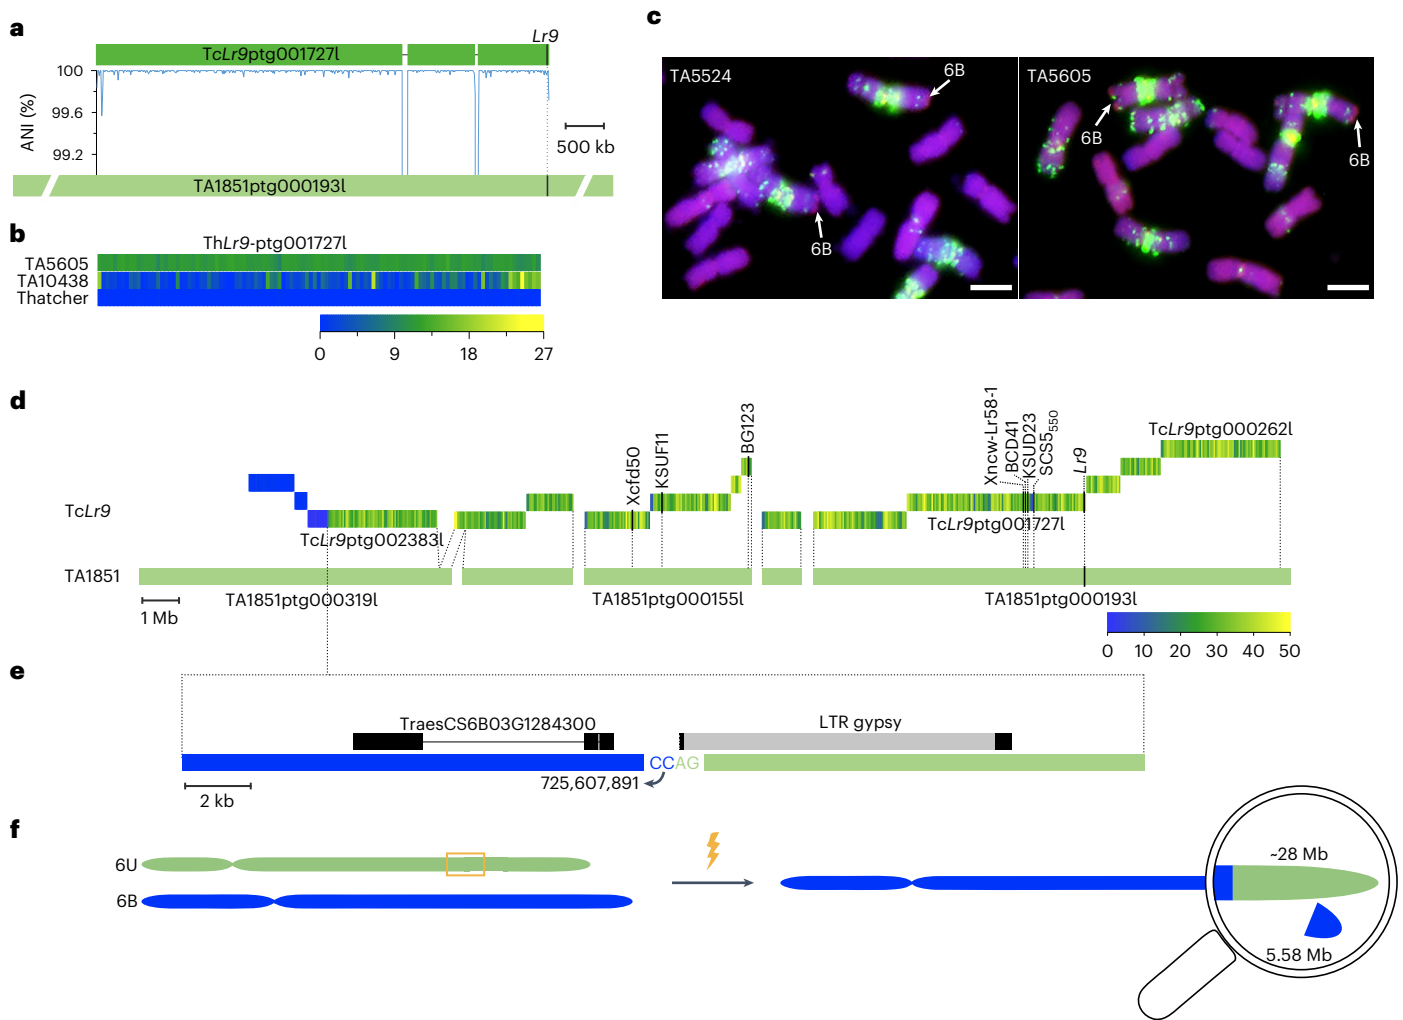 a
TcLr9ptg001727l
Lr9
100
99.6
99.2
ANI (%)
500 kb
TA1851ptg000193l
b
ThLr9-ptg001727l
TA5605
TA10438
Thatcher
0 9 18 27
c
TA5524
6B
6B
TA5605
6B
6B
d
TcLr9
Xcfd50
KSUF11
BG123
Xncw-Lr58-1
BCD41
KSUD23
SCS5550
Lr9
TcLr9ptg000262l
TcLr9ptg002383l
TcLr9ptg001727l
TA1851
TA1851ptg000319l
TA1851ptg000155l
TA1851ptg000193l
1 Mb
0 10 20 30 40 50
e
TraesCS6B03G1284300
LTR gypsy
CCAG
725,607,891
2 kb
f
6U
6B
~28 Mb
5.58 Mb